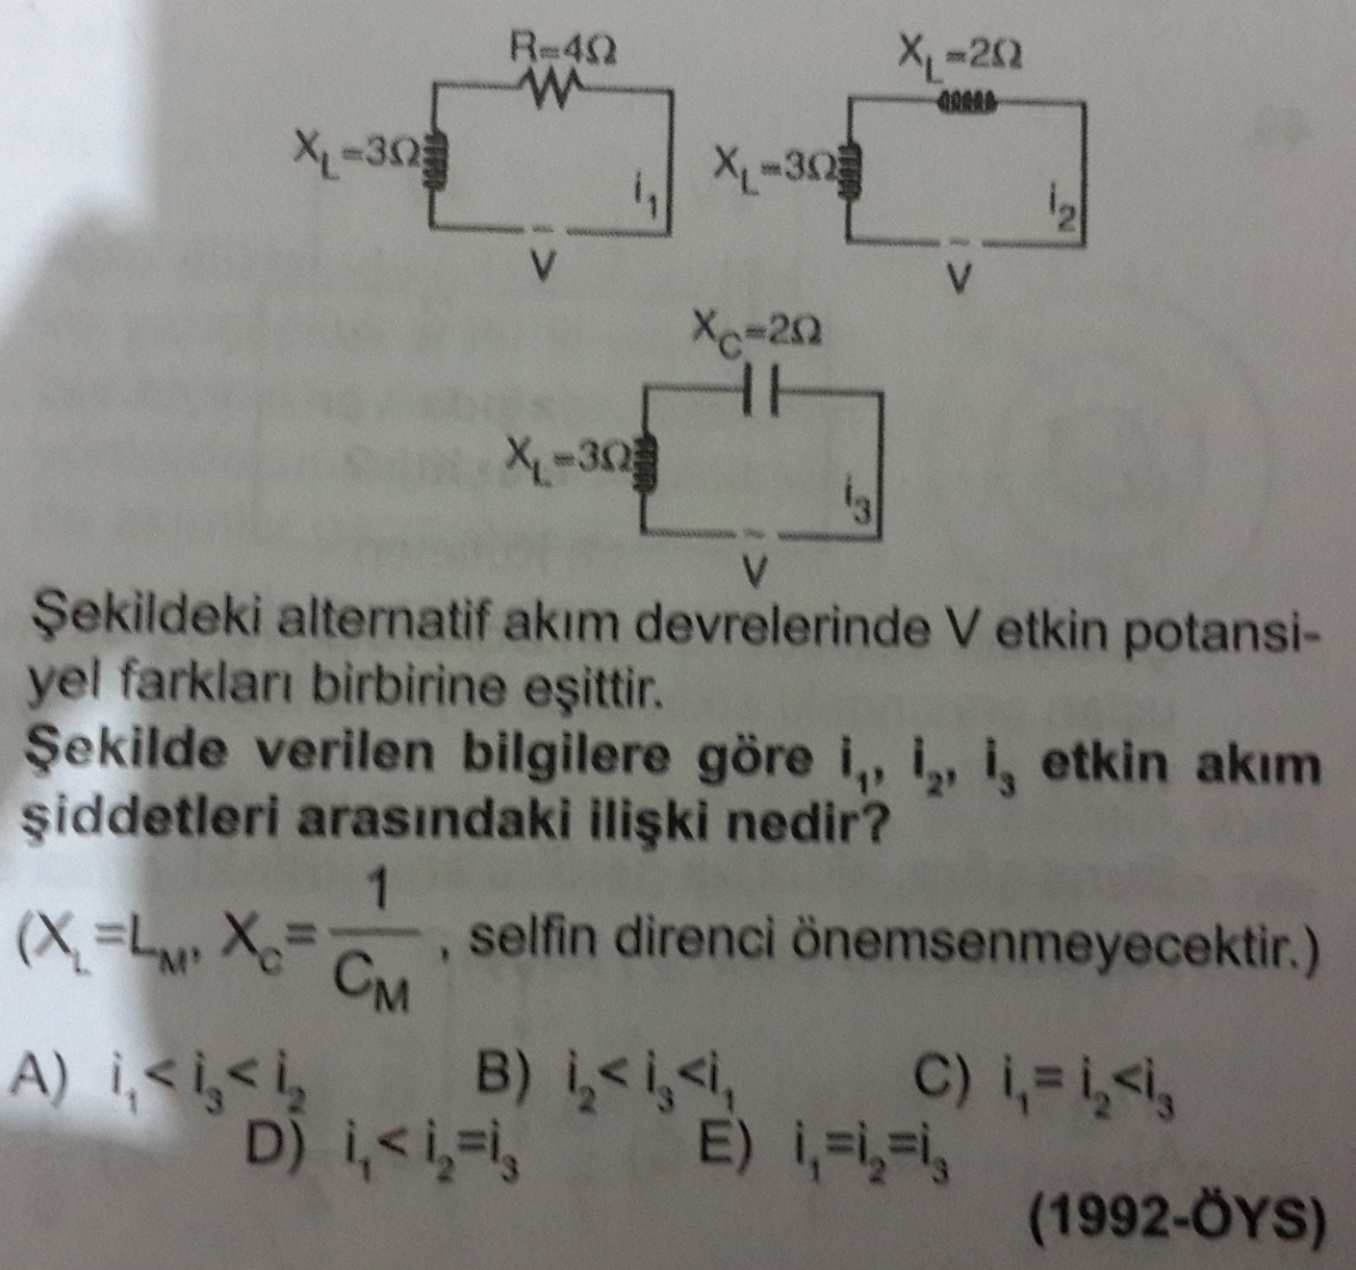 R=4Ω
X_L=2Ω
X_L=3Ω
X_L=3Ω
i₁
i₂
V
V
X_C=2Ω
X_L=3Ω
i₃
V
Şekildeki alternatif akım devrelerinde V etkin potansi-
yel farkları birbirine eşittir.
Şekilde verilen bilgilere göre i₁, i₂, i₃ etkin akım
şiddetleri arasındaki ilişki nedir?
(X_L=L_M, X_C= 1/C_M , selfin direnci önemsenmeyecektir.)
A) i₁< i₃< i₂ B) i₂< i₃<i₁ C) i₁= i₂<i₃
D) i₁< i₂=i₃ E) i₁=i₂=i₃
(1992-ÖYS)